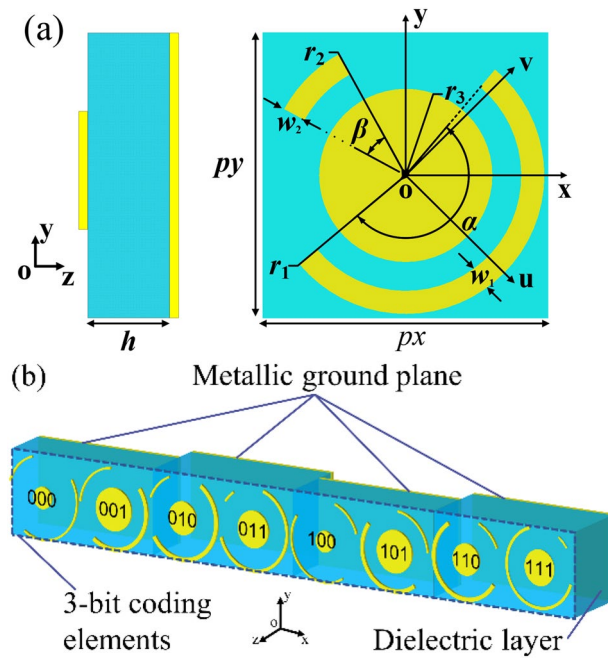 (a)
y
r2
v
r3
w2
β
py
o
x
y
o
z
α
r1
w1
u
h
px
(b)
Metallic ground plane
000
001
010
011
100
101
110
111
3-bit coding
elements
y
o
z
x
Dielectric layer